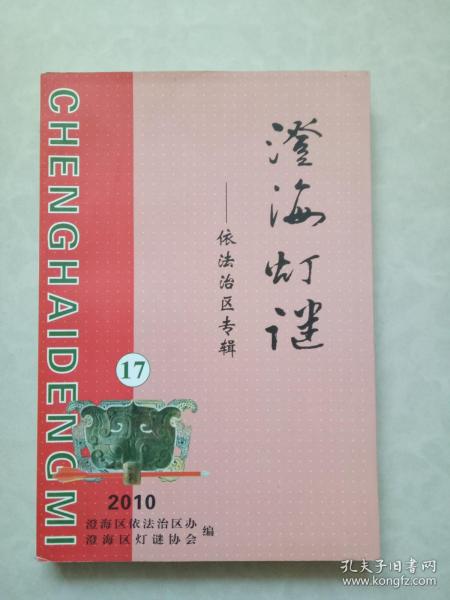 CHENGHAIDENGMI
澄海灯谜
——依法治区专辑
17
2010
澄海区依法治区办
澄海区灯谜协会
编
孔夫子旧书网
www.kongfz.com